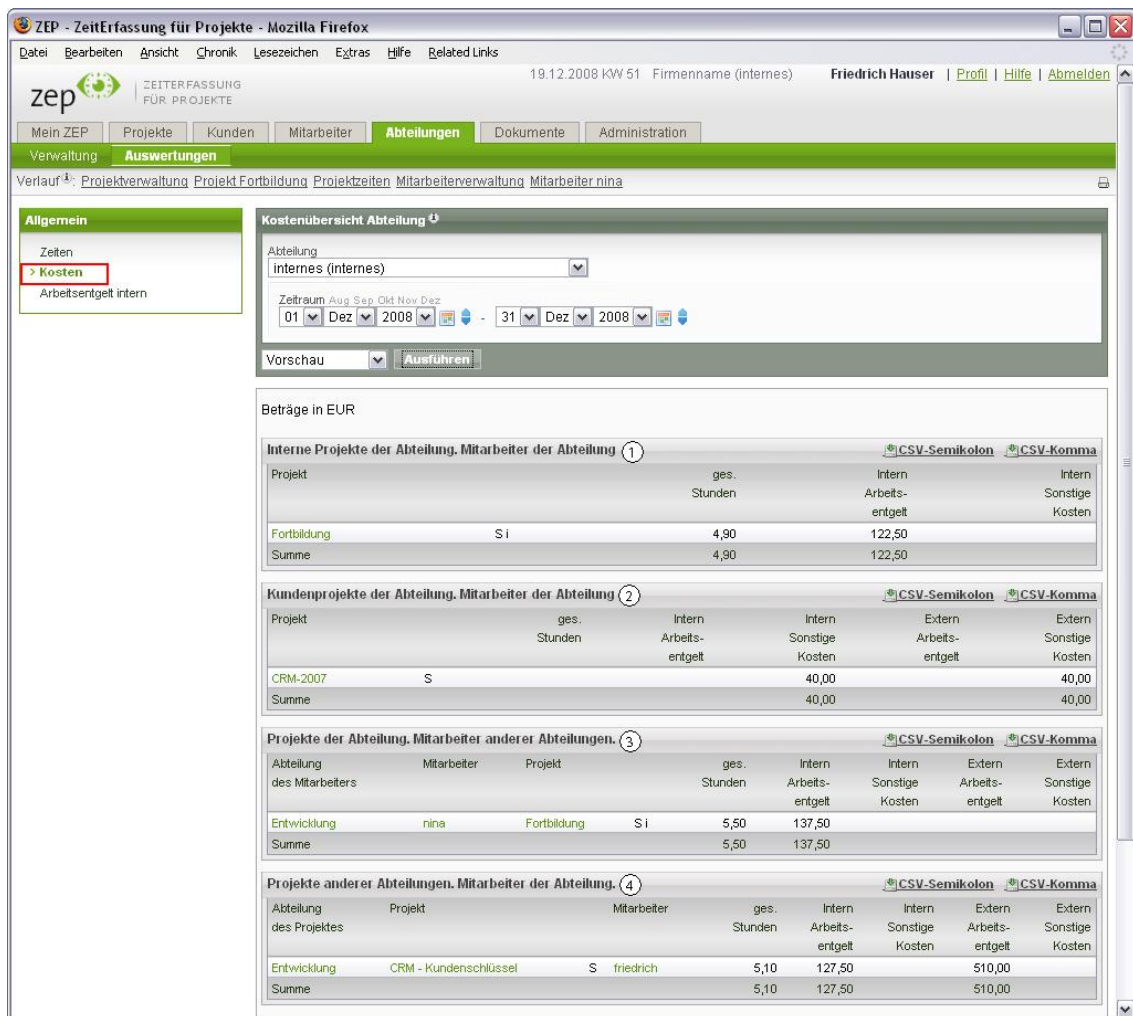 ZEP - ZeitErfassung für Projekte - Mozilla Firefox
Datei Bearbeiten Ansicht Chronik Lesezeichen Extras Hilfe Related Links
19.12.2008 KW 51 Firmenname (internes) Friedrich Hauser | Profil | Hilfe | Abmelden
zep ZEITERFASSUNG
FÜR PROJEKTE
Mein ZEP Projekte Kunden Mitarbeiter Abteilungen Dokumente Administration
Verwaltung Auswertungen
Verlauf: Projektverwaltung Projekt Fortbildung Projektzeiten Mitarbeiterverwaltung Mitarbeiter nina
Allgemein
Zeiten
> Kosten
Arbeitsentgelt intern
Kostenübersicht Abteilung
Abteilung
internes (internes)
Zeitraum Aug Sep Okt Nov Dez
01 Dez 2008 - 31 Dez 2008
Vorschau Ausführen
Beträge in EUR
Interne Projekte der Abteilung. Mitarbeiter der Abteilung 1 CSV-Semikolon CSV-Komma
Projekt ges. Intern Intern
Stunden Arbeits- Sonstige
entgelt Kosten
Fortbildung S i 4,90 122,50
Summe 4,90 122,50
Kundenprojekte der Abteilung. Mitarbeiter der Abteilung 2 CSV-Semikolon CSV-Komma
Projekt ges. Intern Intern Extern Extern
Stunden Arbeits- Sonstige Arbeits- Sonstige
entgelt Kosten entgelt Kosten
CRM-2007 S 40,00 40,00
Summe 40,00 40,00
Projekte der Abteilung. Mitarbeiter anderer Abteilungen. 3 CSV-Semikolon CSV-Komma
Abteilung Mitarbeiter Projekt ges. Intern Intern Extern Extern
des Mitarbeiters Stunden Arbeits- Sonstige Arbeits- Sonstige
entgelt Kosten entgelt Kosten
Entwicklung nina Fortbildung S i 5,50 137,50
Summe 5,50 137,50
Projekte anderer Abteilungen. Mitarbeiter der Abteilung. 4 CSV-Semikolon CSV-Komma
Abteilung Projekt Mitarbeiter ges. Intern Intern Extern Extern
des Projektes Stunden Arbeits- Sonstige Arbeits- Sonstige
entgelt Kosten entgelt Kosten
Entwicklung CRM - Kundenschlüssel S friedrich 5,10 127,50 510,00
Summe 5,10 127,50 510,00